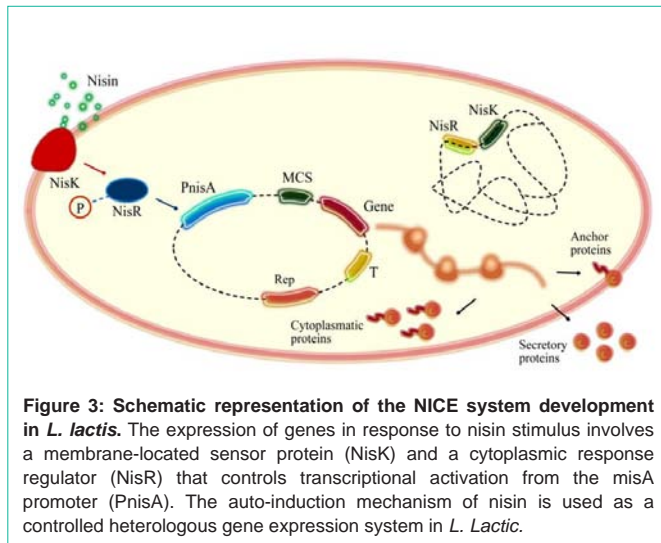 Nisin
NisK
NisR
P
NisR
NisK
PnisA
MCS
Gene
T
Rep
Anchor
proteins
Cytoplasmatic
proteins
Secretory
proteins
Figure 3: Schematic representation of the NICE system development
in L. lactis. The expression of genes in response to nisin stimulus involves
a membrane-located sensor protein (NisK) and a cytoplasmic response
regulator (NisR) that controls transcriptional activation from the misA
promoter (PnisA). The auto-induction mechanism of nisin is used as a
controlled heterologous gene expression system in L. Lactic.